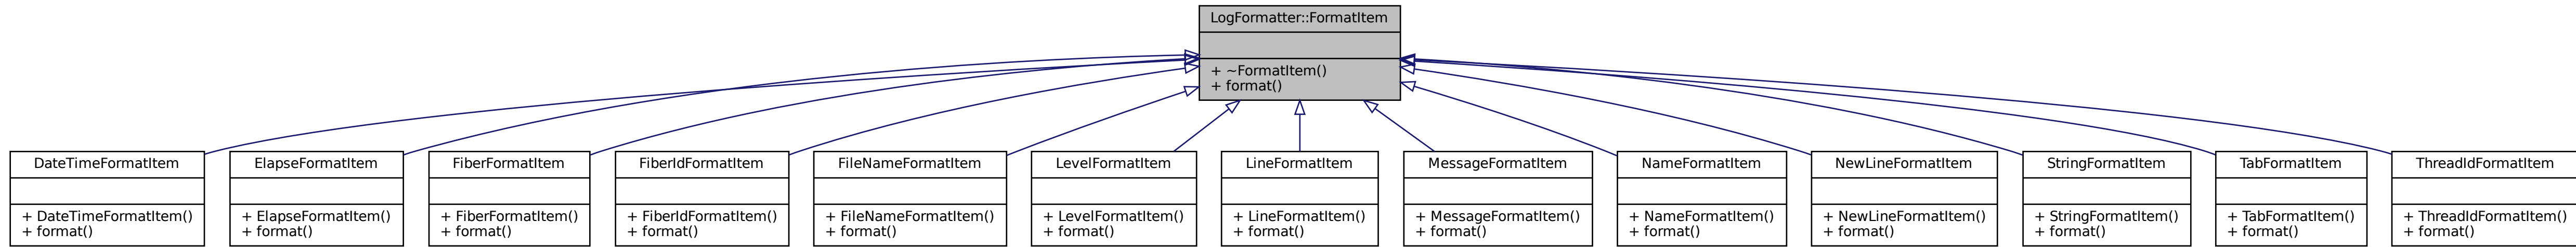 LogFormatter::FormatItem
+ ~FormatItem()
+ format()
DateTimeFormatItem
+ DateTimeFormatItem()
+ format()
ElapseFormatItem
+ ElapseFormatItem()
+ format()
FiberFormatItem
+ FiberFormatItem()
+ format()
FiberIdFormatItem
+ FiberIdFormatItem()
+ format()
FileNameFormatItem
+ FileNameFormatItem()
+ format()
LevelFormatItem
+ LevelFormatItem()
+ format()
LineFormatItem
+ LineFormatItem()
+ format()
MessageFormatItem
+ MessageFormatItem()
+ format()
NameFormatItem
+ NameFormatItem()
+ format()
NewLineFormatItem
+ NewLineFormatItem()
+ format()
StringFormatItem
+ StringFormatItem()
+ format()
TabFormatItem
+ TabFormatItem()
+ format()
ThreadIdFormatItem
+ ThreadIdFormatItem()
+ format()